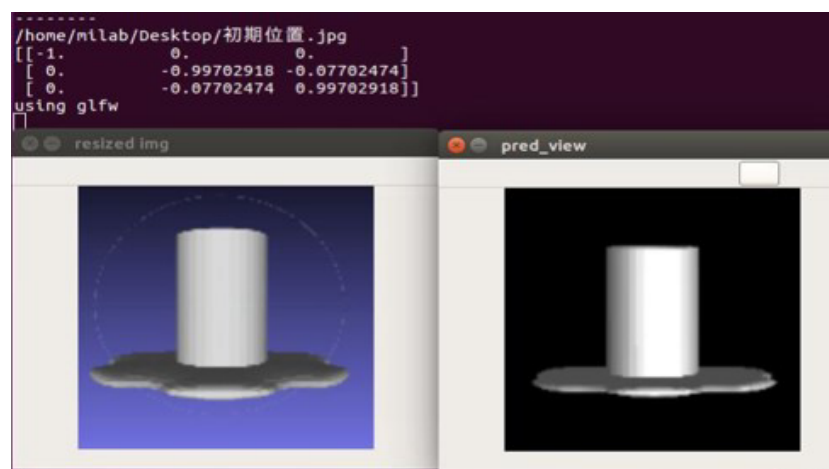 --------
/home/milab/Desktop/初期位置.jpg
[[-1. 0. 0. ]
[ 0. -0.99702918 -0.07702474]
[ 0. -0.07702474 0.99702918]]
using glfw
resized img
pred_view